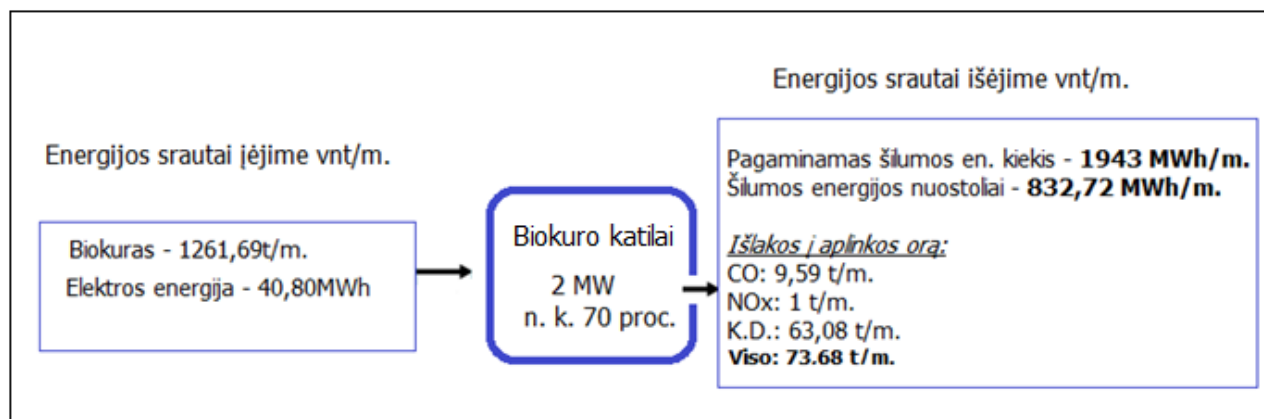 Energijos srautai įėjime vnt/m.
Biokuras - 1261,69t/m.
Elektros energija - 40,80MWh
Biokuro katilai
2 MW
n. k. 70 proc.
Energijos srautai išėjime vnt/m.
Pagaminamas šilumos en. kiekis - 1943 MWh/m.
Šilumos energijos nuostoliai - 832,72 MWh/m.
Išlakos į aplinkos orą:
CO: 9,59 t/m.
NOx: 1 t/m.
K.D.: 63,08 t/m.
Viso: 73.68 t/m.